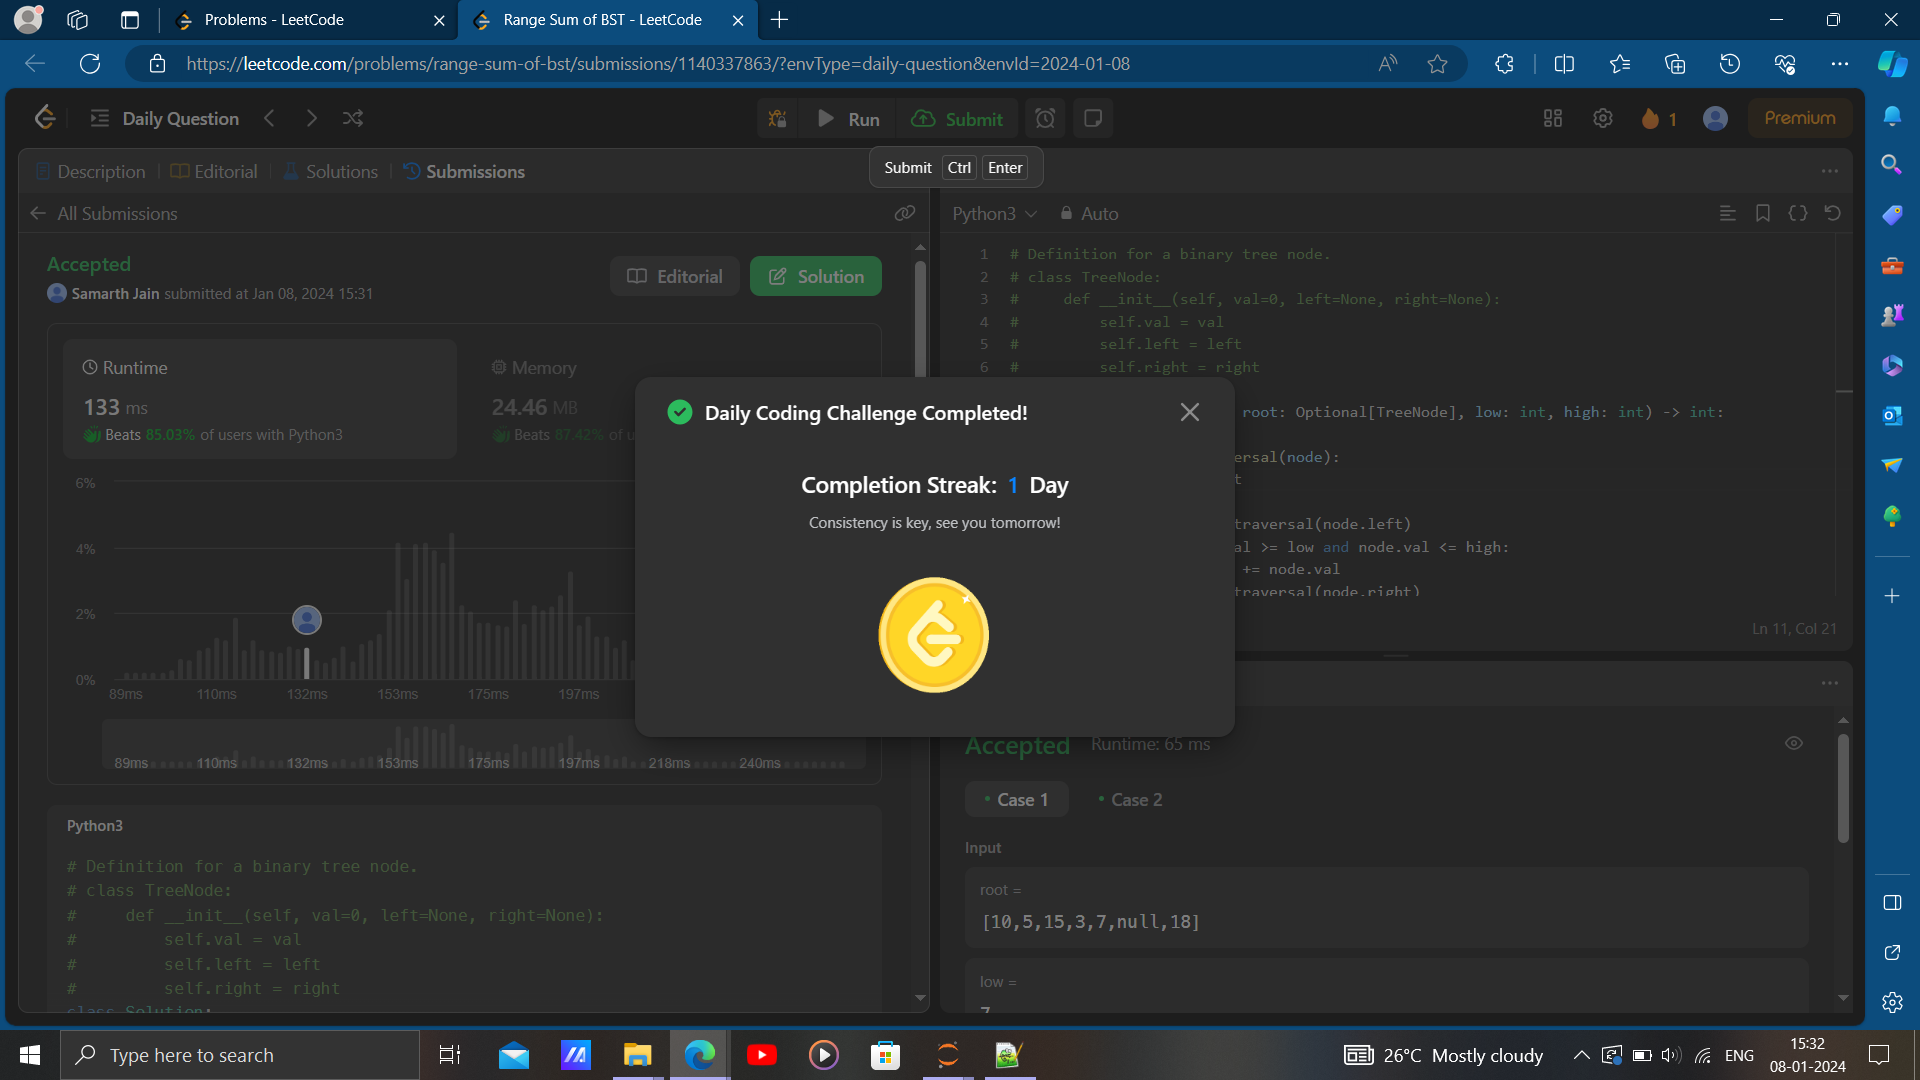 Problems - LeetCode
Range Sum of BST - LeetCode
https://leetcode.com/problems/range-sum-of-bst/submissions/1140337863/?envType=daily-question&envId=2024-01-08
Daily Question
Run
Submit
1
Premium
Submit Ctrl Enter
Description
Editorial
Solutions
Submissions
All Submissions
Accepted
Samarth Jain submitted at Jan 08, 2024 15:31
Editorial
Solution
Runtime
133 ms
Beats 85.03% of users with Python3
Memory
24.46 MB
Beats 87.42% of u
6%
4%
2%
0%
89ms 110ms 132ms 153ms 175ms 197ms
89ms 110ms 132ms 153ms 175ms 197ms 218ms 240ms
Python3
# Definition for a binary tree node.
# class TreeNode:
#     def __init__(self, val=0, left=None, right=None):
#         self.val = val
#         self.left = left
#         self.right = right
class Solution:
Python3
Auto
1 # Definition for a binary tree node.
2 # class TreeNode:
3 #     def __init__(self, val=0, left=None, right=None):
4 #         self.val = val
5 #         self.left = left
6 #         self.right = right
root: Optional[TreeNode], low: int, high: int) -> int:
ersal(node):
t
traversal(node.left)
al >= low and node.val <= high:
+= node.val
traversal(node.right)
Ln 11, Col 21
Daily Coding Challenge Completed!
Completion Streak: 1 Day
Consistency is key, see you tomorrow!
Accepted
Runtime: 65 ms
Case 1
Case 2
Input
root =
[10,5,15,3,7,null,18]
low =
7
Type here to search
26°C Mostly cloudy
ENG
15:32
08-01-2024